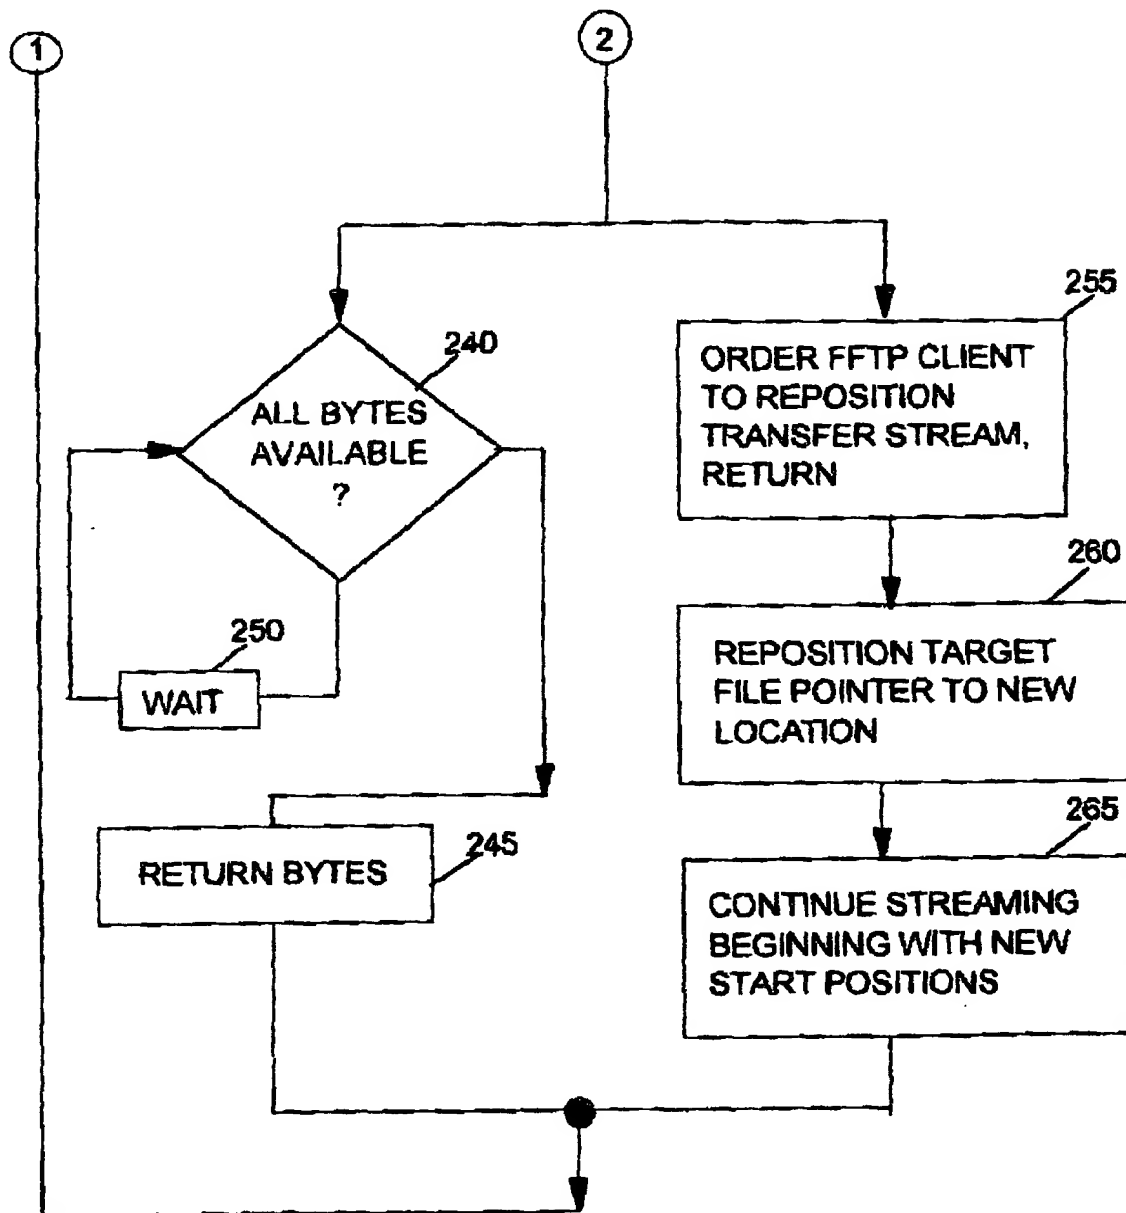 1
2
240
ALL BYTES
AVAILABLE
?
250
WAIT
RETURN BYTES
245
255
ORDER FFTP CLIENT
TO REPOSITION
TRANSFER STREAM,
RETURN
260
REPOSITION TARGET
FILE POINTER TO NEW
LOCATION
265
CONTINUE STREAMING
BEGINNING WITH NEW
START POSITIONS